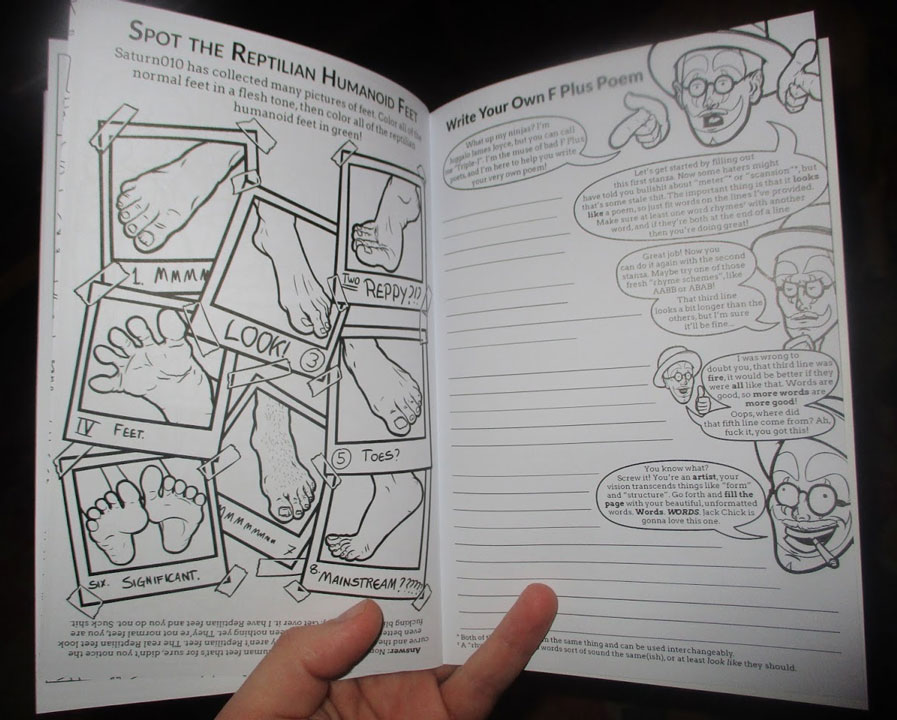 SPOT THE REPTILIAN HUMANOID FEET
Saturn010 has collected many pictures of feet. Color all of the
normal feet in a flesh tone, then color all of the reptilian
humanoid feet in green!
1. MMMM
LOOK! 3
TWO REPPY?!?
IV FEET.
5 TOES?
SIX. SIGNIFICANT.
7
8. MAINSTREAM ?????
Answer:
human feet that's for sure, didn't you notice the
curve and the
aren't Reptilian feet. The real Reptilian feet look
even better
seen nothing yet. They're not normal feet, you are
fucking
Get over it. I have Reptilian feet and you do not. Suck shit
Write Your Own F Plus Poem
What up my ninjas? I'm
Juggalo James Joyce, but you can call
me "Triple-J". I'm the muse of bad F Plus
poets, and I'm here to help you write
your very own poem!
Let's get started by filling out
this first stansa. Now some haters might
have told you bullshit about "meter"* or "scansion"*, but
that's some stale shit. The important thing is that it looks
like a poem, so just fit words on the lines I've provided.
Make sure at least one word rhymes⁺ with another
word, and if they're both at the end of a line
then you're doing great!
Great job! Now you
can do it again with the second
stansa. Maybe try one of those
fresh "rhyme schemes", like
AABB or ABAB!
That third line
looks a bit longer than the
others, but I'm sure
it'll be fine...
I was wrong to
doubt you, that third line was
fire, it would be better if they
were all like that. Words are
good, so more words are
more good!
Oops, where did
that fifth line come from? Ah,
fuck it, you got this!
You know what?
Screw it! You're an artist, your
vision transcends things like "form"
and "structure". Go forth and fill the
page with your beautiful, unformatted
words. Words. WORDS. Jack Chick is
gonna love this one.
* Both of
the same thing and can be used interchangeably.
⁺ A
words sort of sound the same(ish), or at least look like they should.